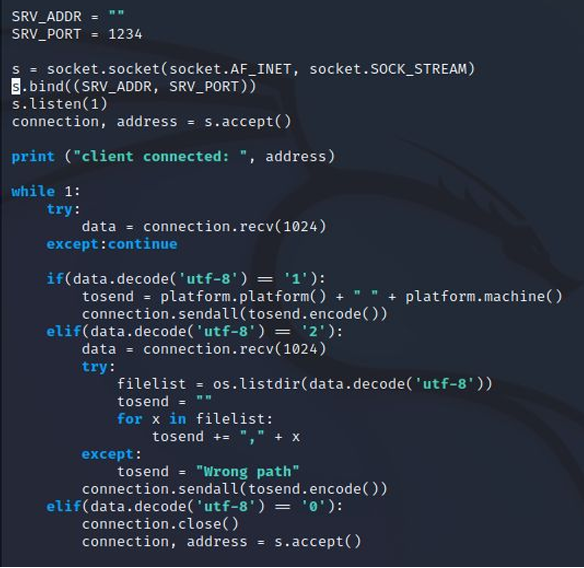 SRV_ADDR = ""
SRV_PORT = 1234
s = socket.socket(socket.AF_INET, socket.SOCK_STREAM)
s.bind((SRV_ADDR, SRV_PORT))
s.listen(1)
connection, address = s.accept()
print ("client connected: ", address)
while 1:
    try:
        data = connection.recv(1024)
    except:continue
    if(data.decode('utf-8') == '1'):
        tosend = platform.platform() + " " + platform.machine()
        connection.sendall(tosend.encode())
    elif(data.decode('utf-8') == '2'):
        data = connection.recv(1024)
        try:
            filelist = os.listdir(data.decode('utf-8'))
            tosend = ""
            for x in filelist:
                tosend += "," + x
        except:
            tosend = "Wrong path"
        connection.sendall(tosend.encode())
    elif(data.decode('utf-8') == '0'):
        connection.close()
        connection, address = s.accept()